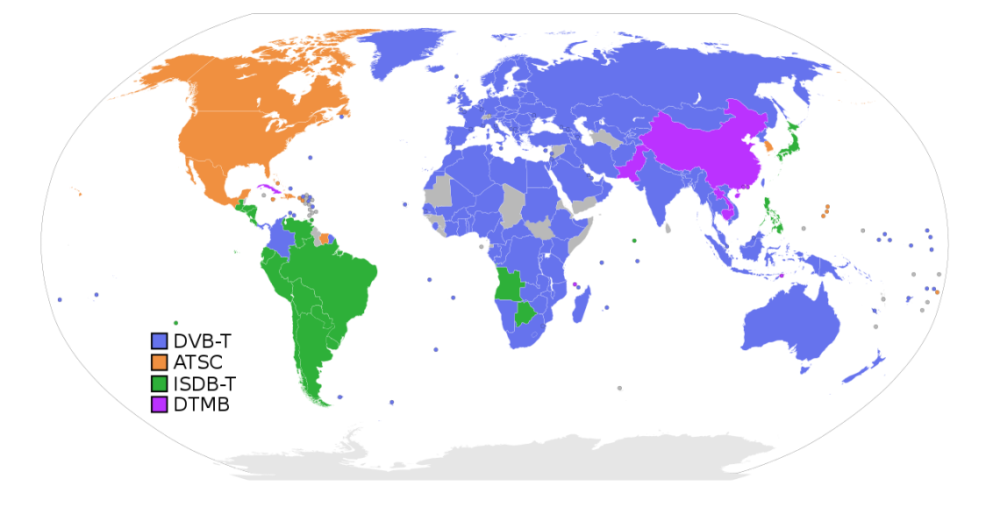 DVB-T
ATSC
ISDB-T
DTMB